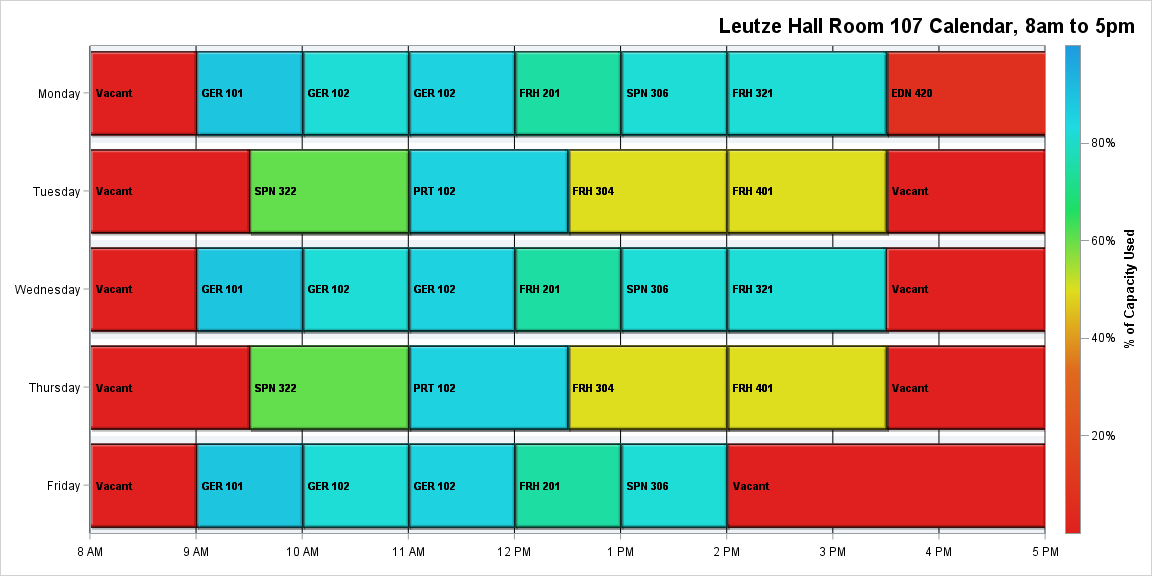 Leutze Hall Room 107 Calendar, 8am to 5pm
Monday
Vacant
GER 101
GER 102
GER 102
FRH 201
SPN 306
FRH 321
EDN 420
Tuesday
Vacant
SPN 322
PRT 102
FRH 304
FRH 401
Vacant
Wednesday
Vacant
GER 101
GER 102
GER 102
FRH 201
SPN 306
FRH 321
Vacant
Thursday
Vacant
SPN 322
PRT 102
FRH 304
FRH 401
Vacant
Friday
Vacant
GER 101
GER 102
GER 102
FRH 201
SPN 306
Vacant
8 AM
9 AM
10 AM
11 AM
12 PM
1 PM
2 PM
3 PM
4 PM
5 PM
80%
60%
40%
20%
% of Capacity Used